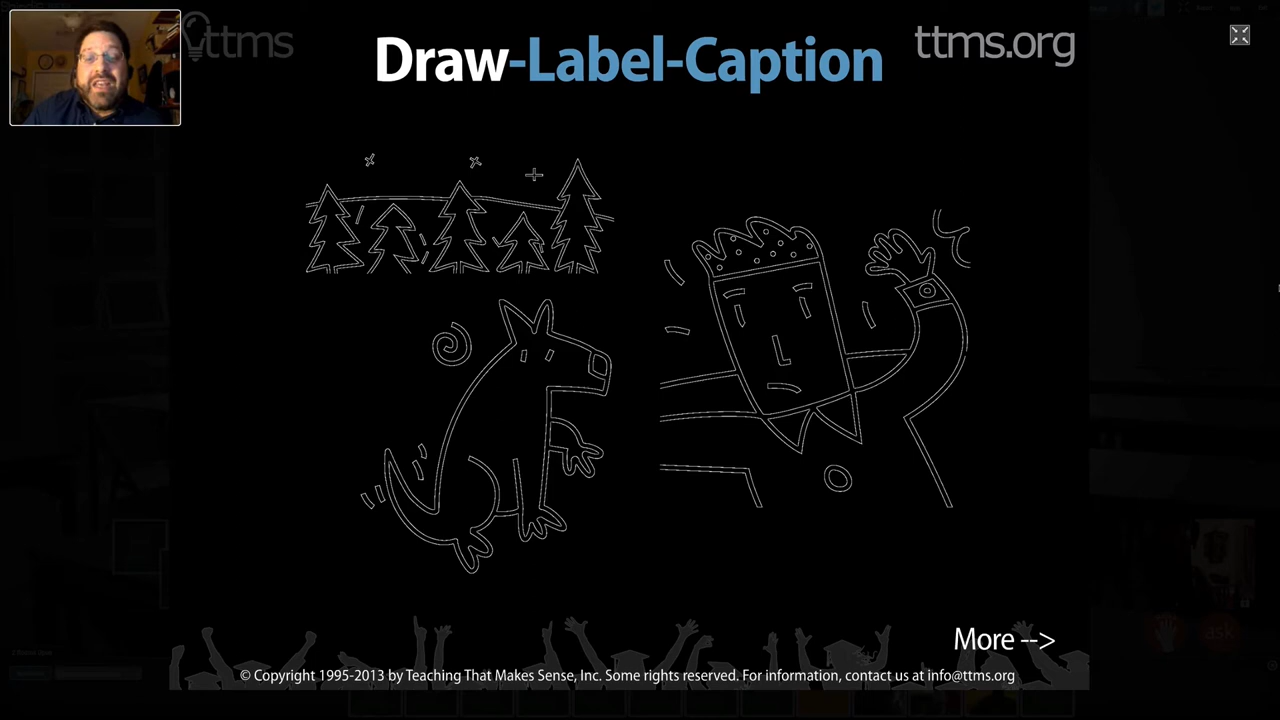 ttms
Draw-Label-Caption
ttms.org
More -->
© Copyright 1995-2013 by Teaching That Makes Sense, Inc. Some rights reserved. For information, contact us at info@ttms.org
ask